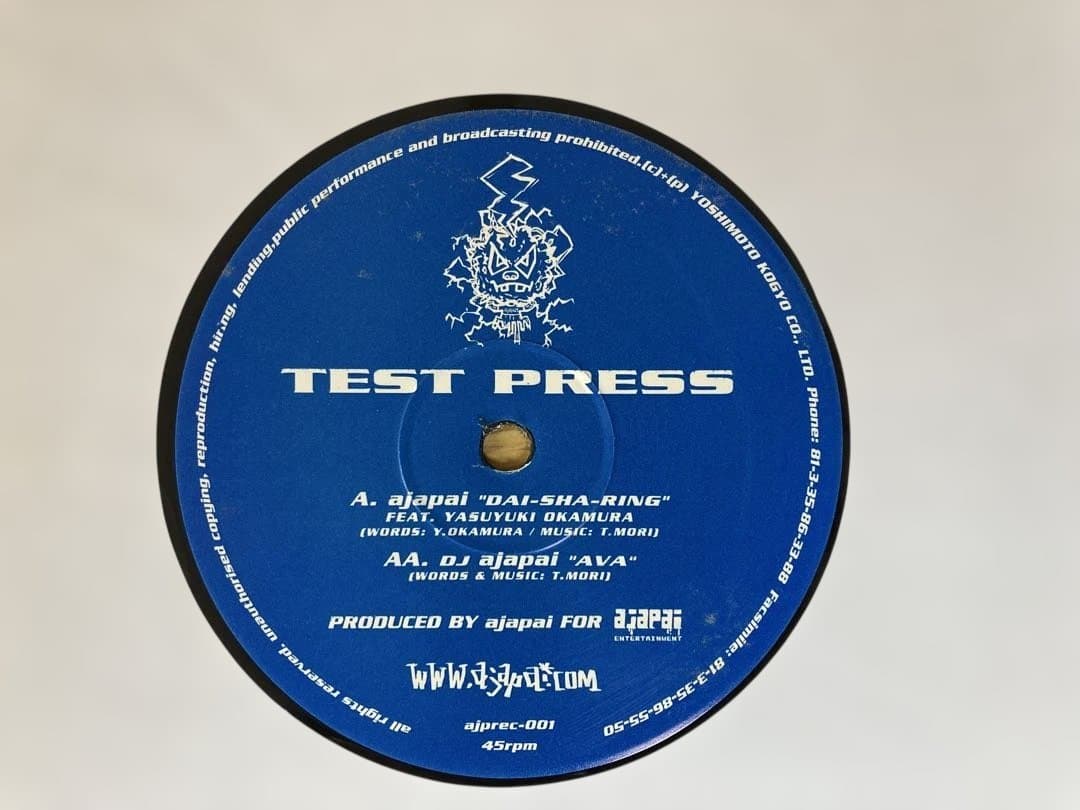 all rights reserved. unauthorised copying, reproduction, hiring, lending,public performance and broadcasting prohibited.(c)+(p) YOSHIMOTO KOGYO CO., LTD. Phone: 81-3-35-86-33-88 Facsimile: 81-3-35-86-55-50
TEST PRESS
A. ajapai "DAI-SHA-RING"
FEAT. YASUYUKI OKAMURA
(WORDS: Y.OKAMURA / MUSIC: T.MORI)
AA. DJ ajapai "AVA"
(WORDS & MUSIC: T.MORI)
PRODUCED BY ajapai FOR ajapai
ENTERTAINMENT
WWW.ajapai.COM
ajprec-001
45rpm